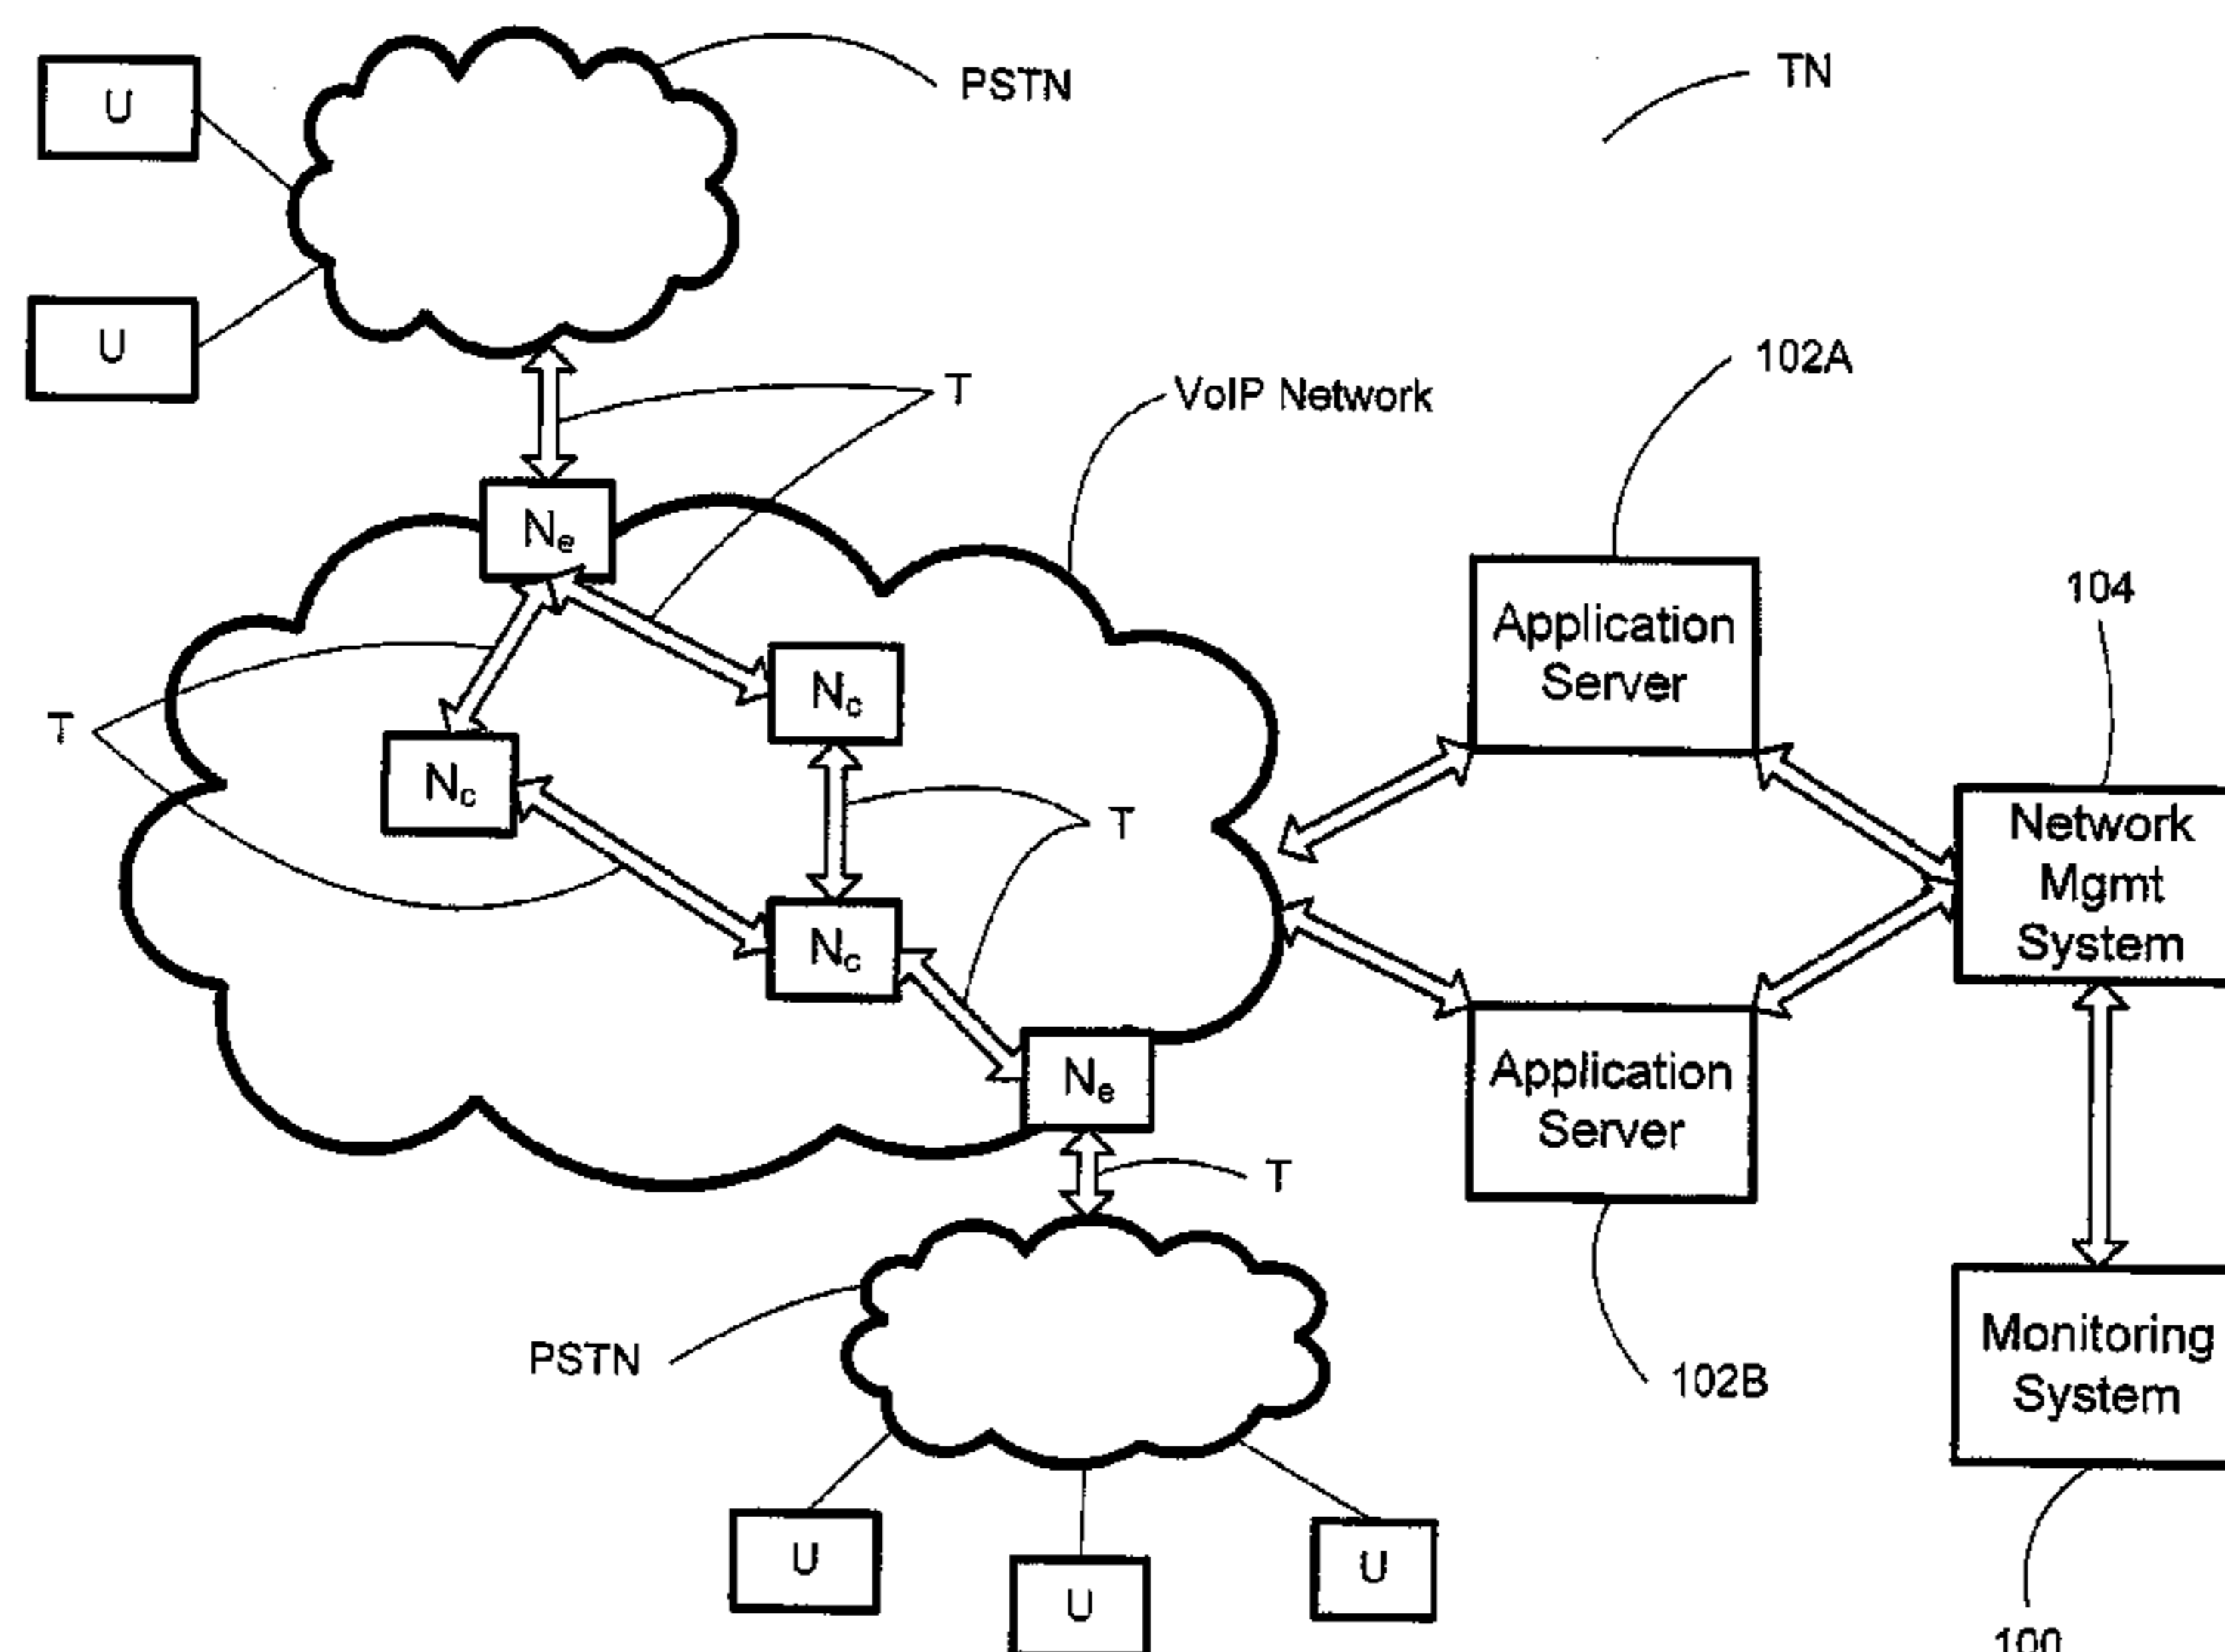 PSTN
TN
U
U
102A
T
VoIP Network
Ne
Application
Server
104
Nc
T
Nc
T
Network
Mgmt
System
Nc
Ne
Application
Server
T
PSTN
102B
Monitoring
System
U
U
U
100